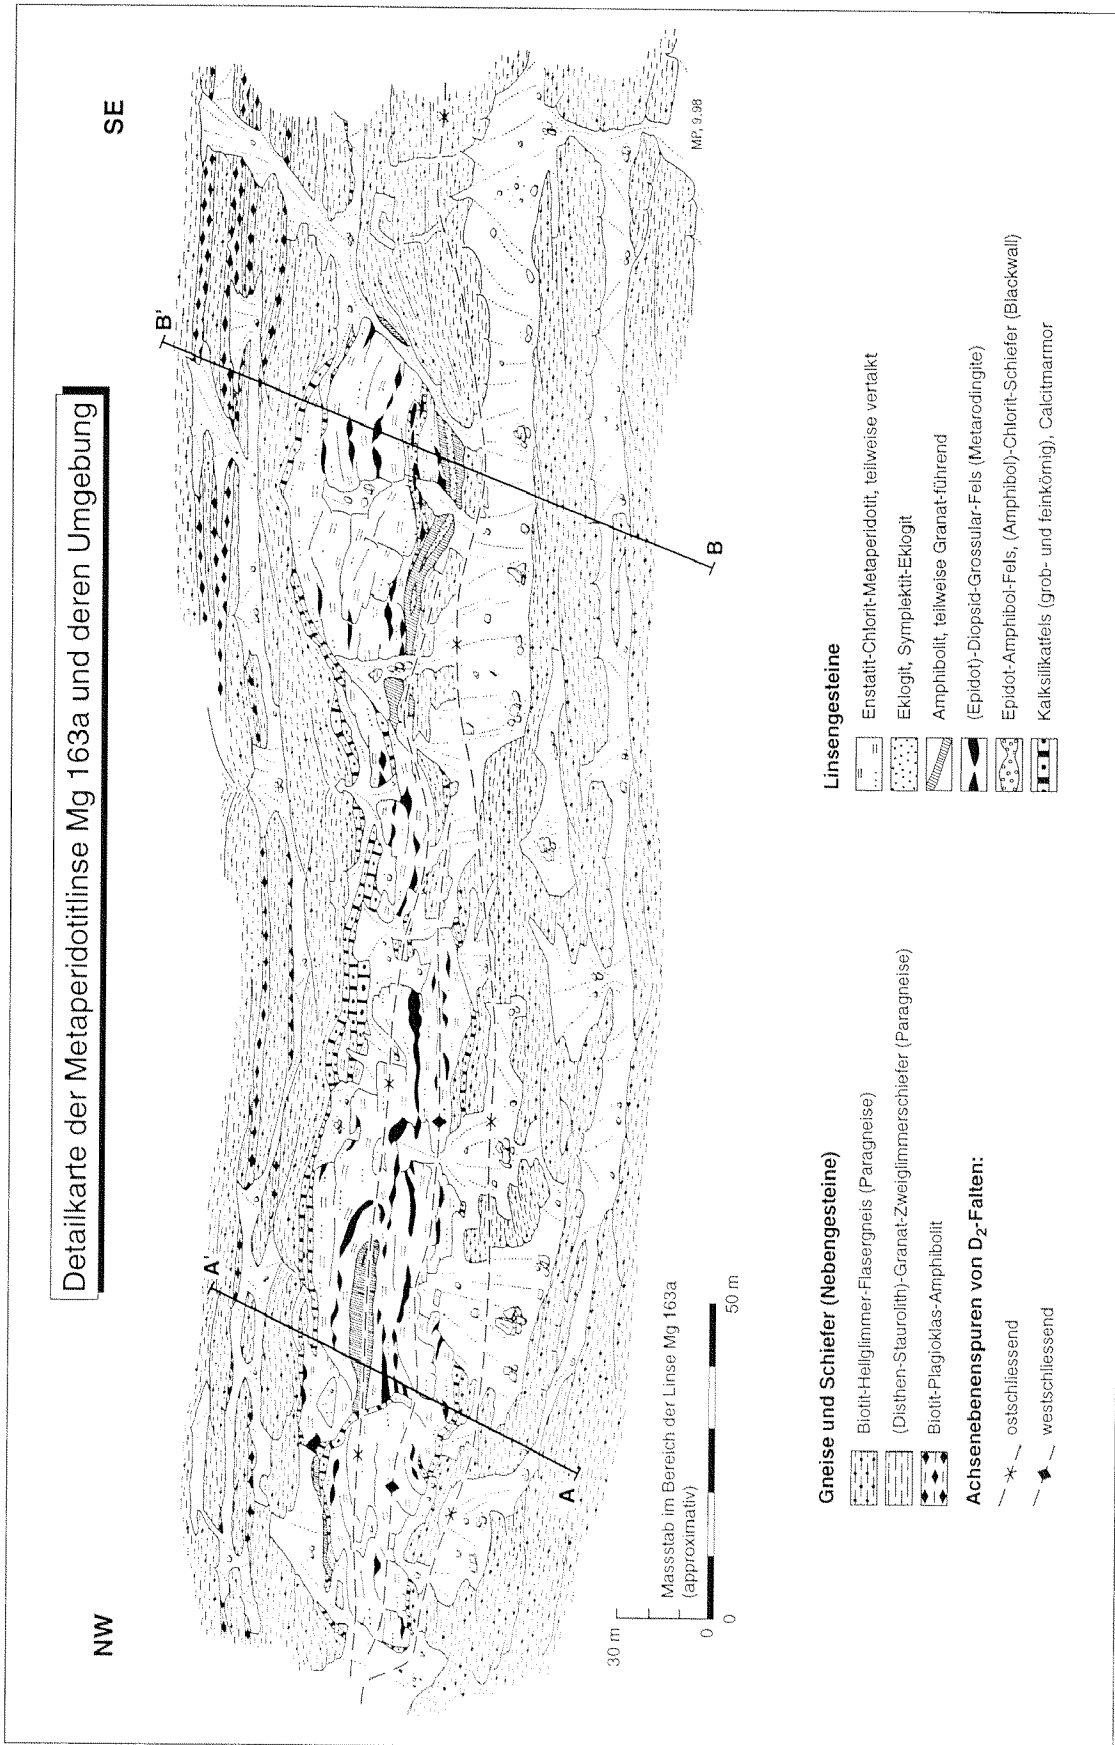 Detailkarte der Metaperidotitlinse Mg 163a und deren Umgebung
NW
SE
A'
B'
A
B
MP, 9.98
30 m
0
0
50 m
Massstab im Bereich der Linse Mg 163a
(approximativ)
Gneise und Schiefer (Nebengesteine)
Biotit-Hellglimmer-Flasergneis (Paragneise)
(Disthen-Staurolith)-Granat-Zweiglimmerschiefer (Paragneise)
Biotit-Plagioklas-Amphibolit
Achsenebenenspuren von D2-Falten:
ostschliessend
westschliessend
Linsengesteine
Enstatit-Chlorit-Metaperidotit, teilweise vertalkt
Eklogit, Symplektit-Eklogit
Amphibolit, teilweise Granat-führend
(Epidot)-Diopsid-Grossular-Fels (Metarodingite)
Epidot-Amphibol-Fels, (Amphibol)-Chlorit-Schiefer (Blackwall)
Kalksilikatfels (grob- und feinkörnig), Calcitmarmor